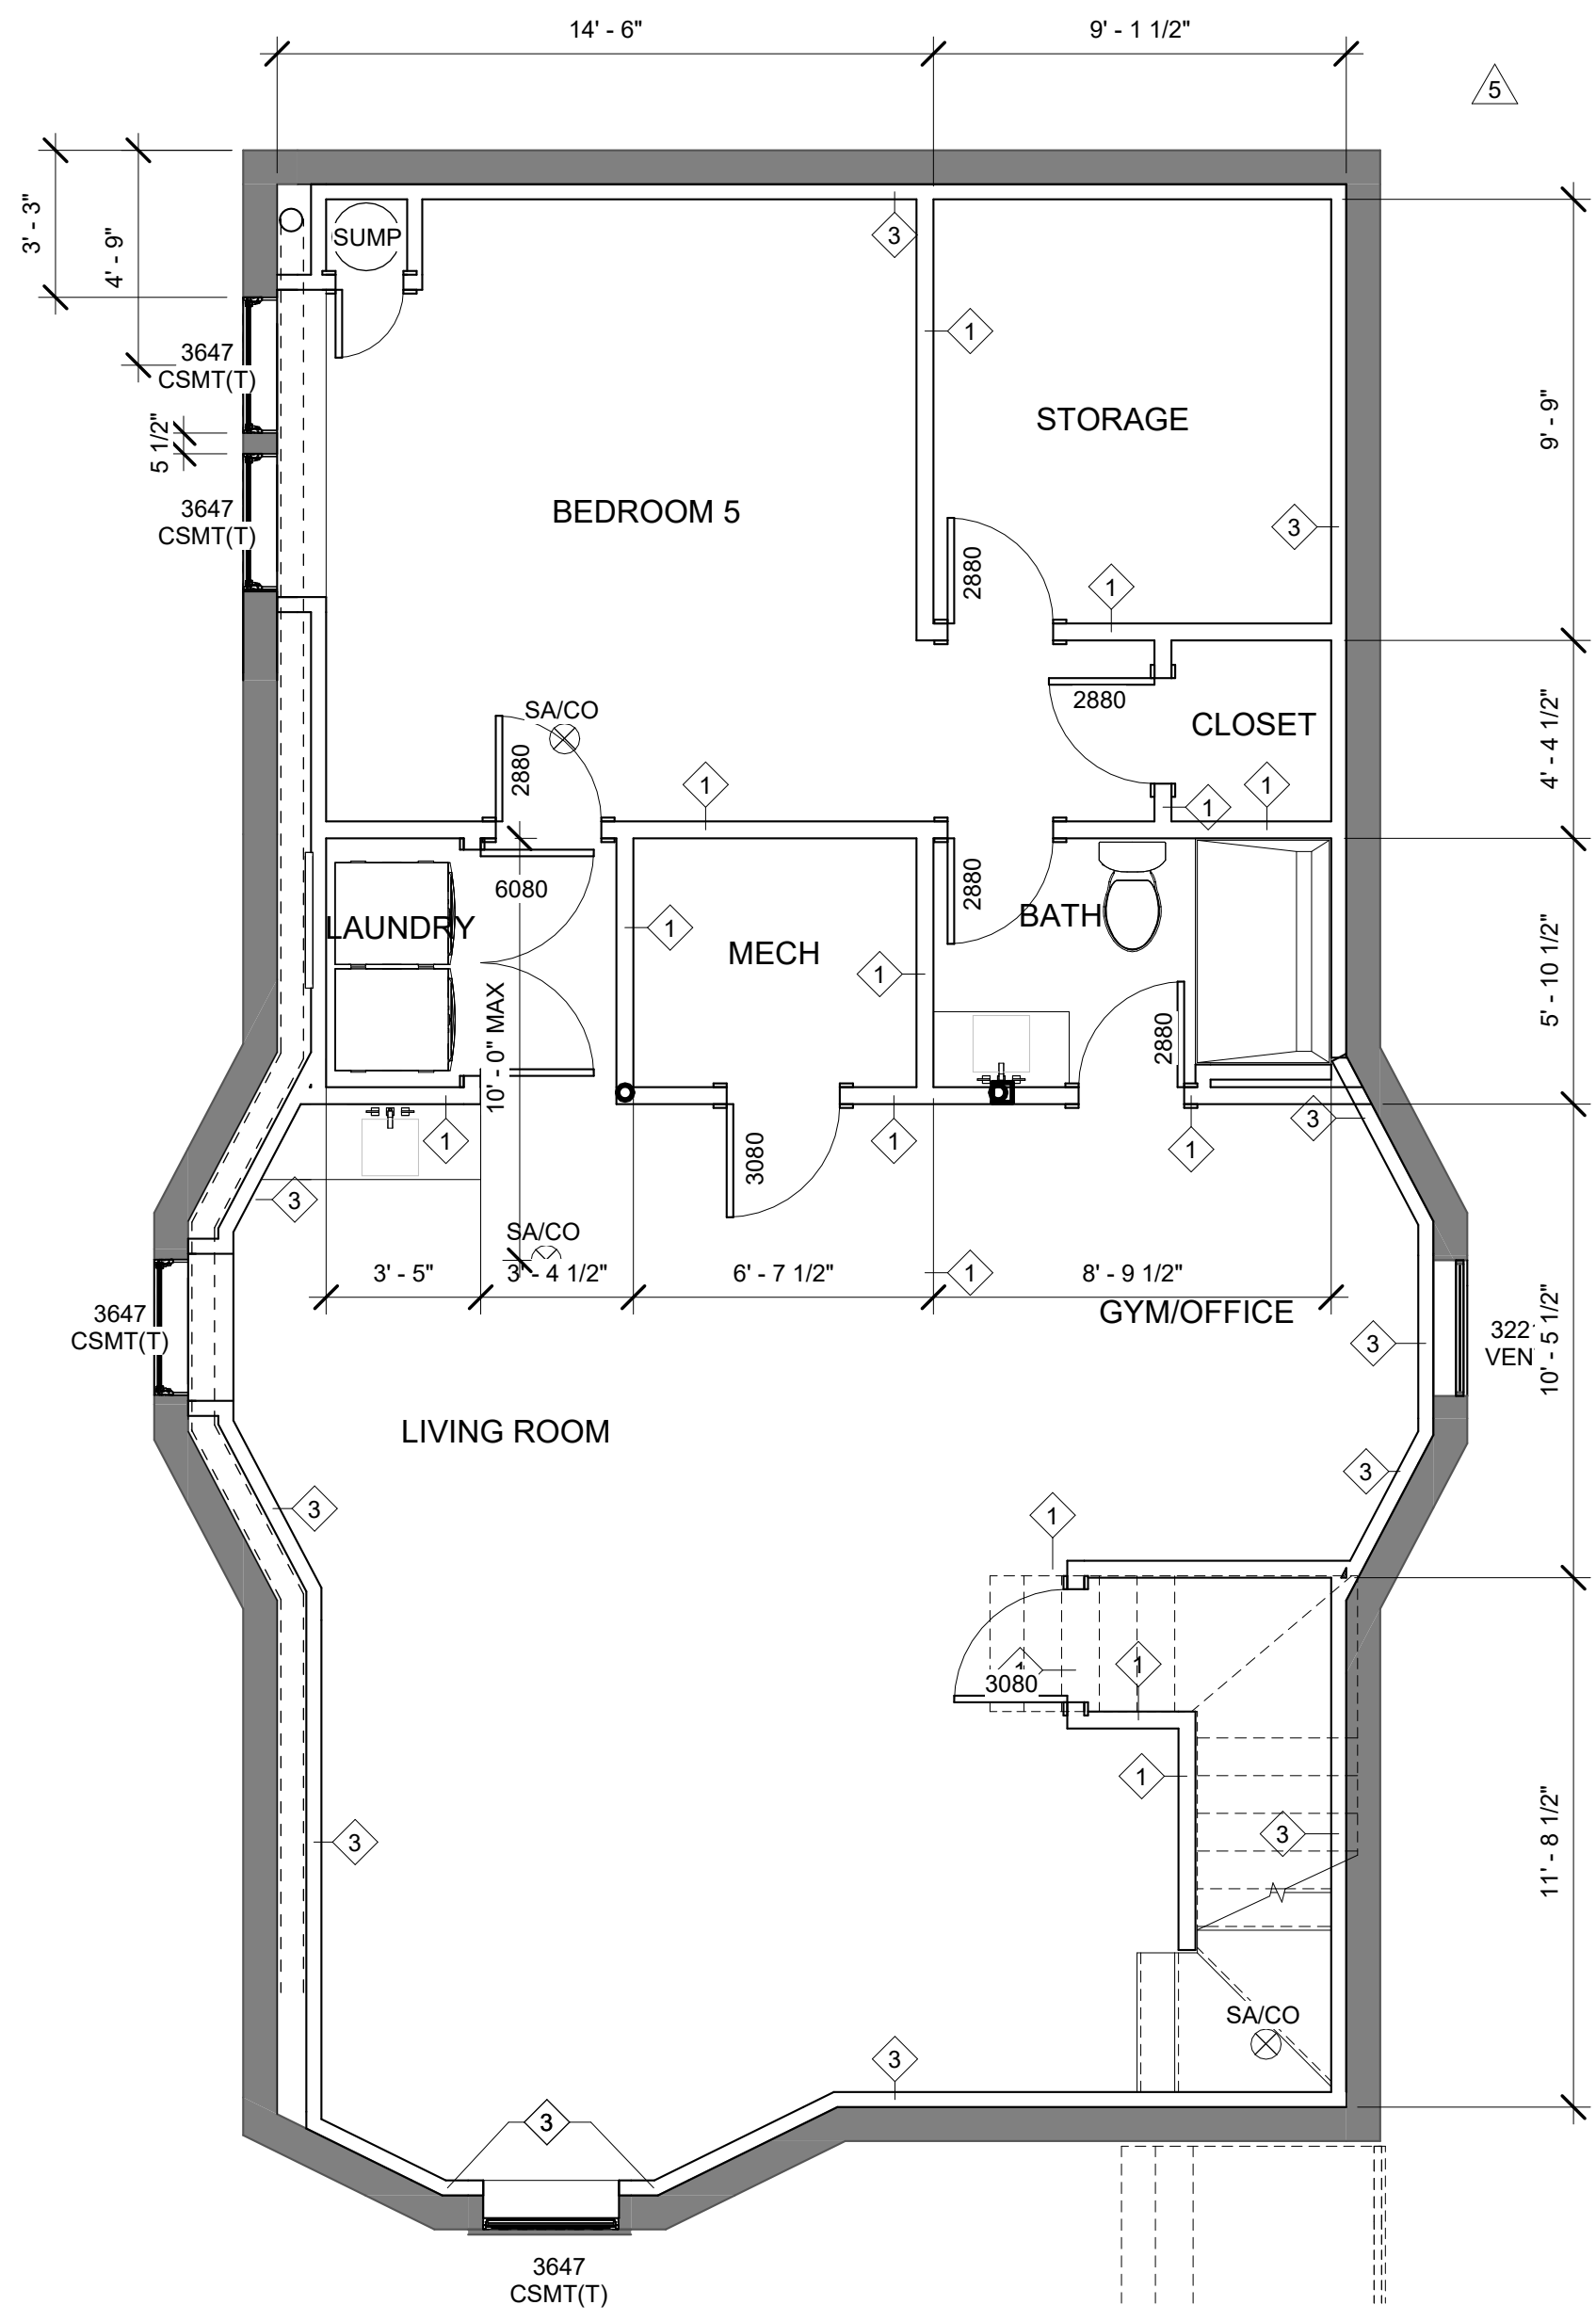 14' - 6"
9' - 1 1/2"
5
3' - 3"
4' - 9"
SUMP
3
1
3647
CSMT(T)
5 1/2"
STORAGE
9' - 9"
3647
CSMT(T)
BEDROOM 5
3
2880
1
SA/CO
2880
2880
CLOSET
4' - 4 1/2"
1
1
1
6080
2880
LAUNDRY
1
MECH
1
BATH
5' - 10 1/2"
10' - 0" MAX
2880
1
3080
1
1
3
3
SA/CO
3' - 5"
3' - 4 1/2"
6' - 7 1/2"
1
8' - 9 1/2"
GYM/OFFICE
3647
CSMT(T)
3
322
VEN
10' - 5 1/2"
LIVING ROOM
3
3
1
1
1
3080
1
3
3
11' - 8 1/2"
SA/CO
3
3
3647
CSMT(T)